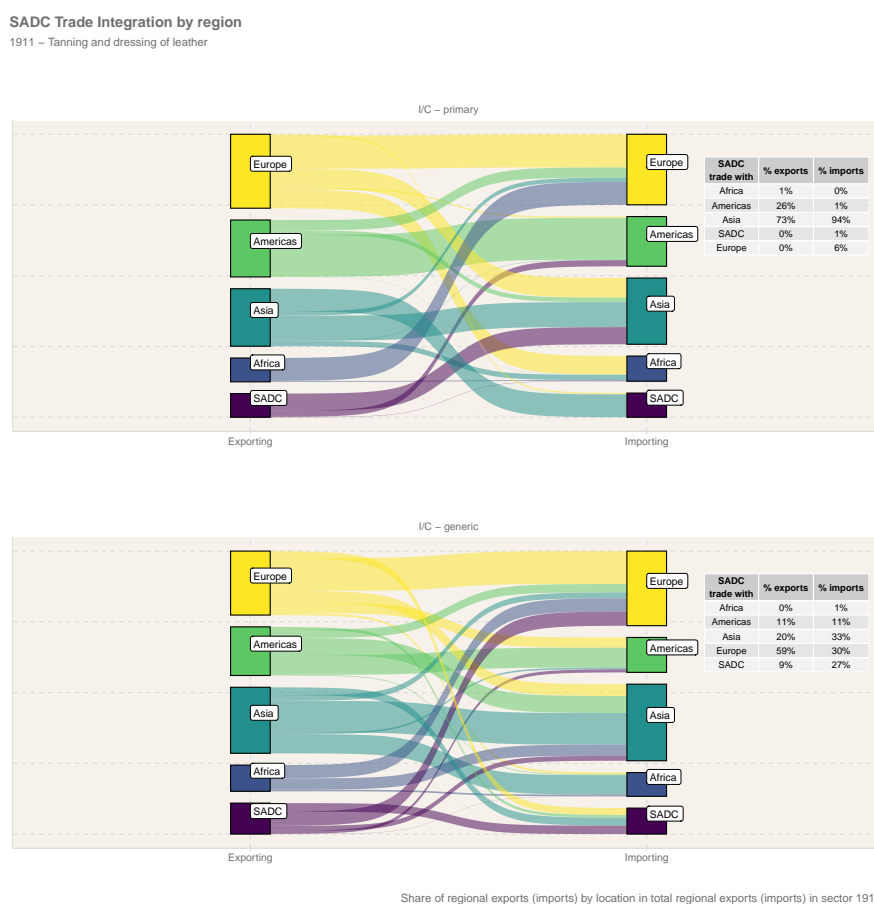 SADC Trade Integration by region
1911 − Tanning and dressing of leather
I/C − primary
Europe
Americas
Asia
Africa
SADC
Europe
Americas
Asia
Africa
SADC
SADC trade with % exports % imports
Africa 1% 0%
Americas 26% 1%
Asia 73% 94%
SADC 0% 1%
Europe 0% 6%
Exporting
Importing
I/C − generic
Europe
Americas
Asia
Africa
SADC
Europe
Americas
Asia
Africa
SADC
SADC trade with % exports % imports
Africa 0% 1%
Americas 11% 11%
Asia 20% 33%
Europe 59% 30%
SADC 9% 27%
Exporting
Importing
Share of regional exports (imports) by location in total regional exports (imports) in sector 191